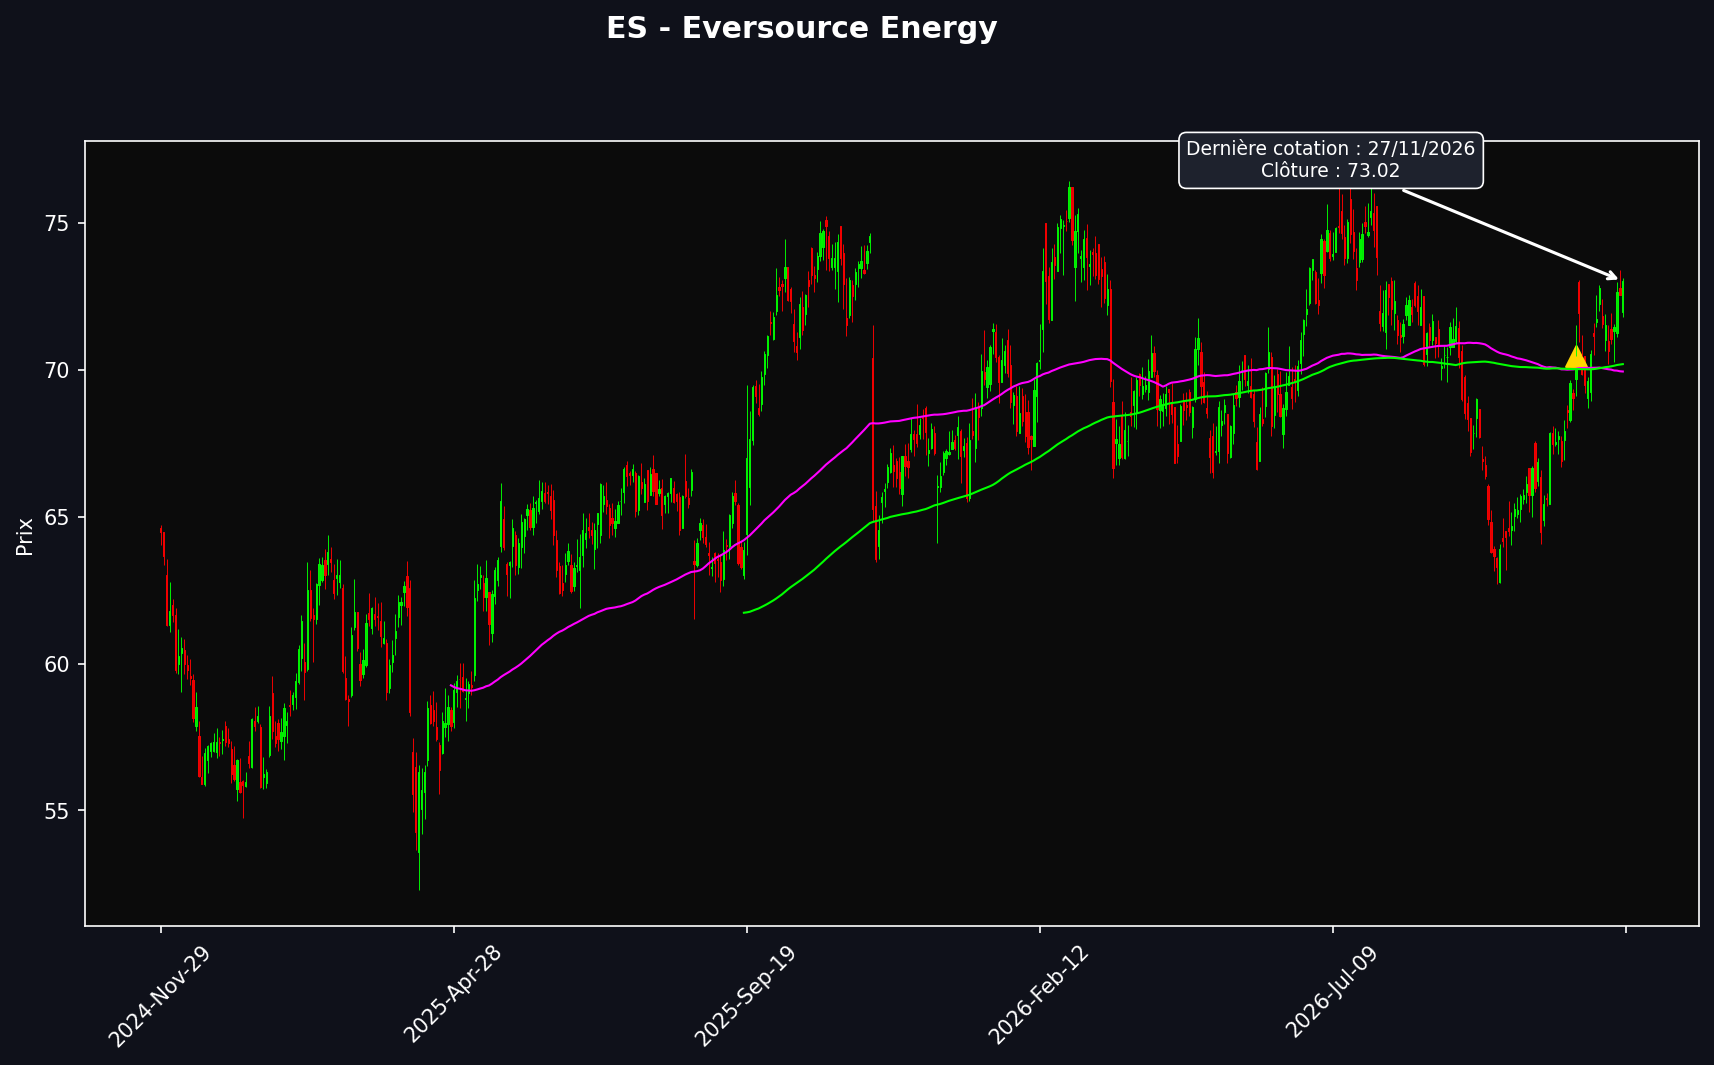 ES - Eversource Energy
Dernière cotation : 27/11/2026
Clôture : 73.02
Prix
75
70
65
60
55
2024-Nov-29
2025-Apr-28
2025-Sep-19
2026-Feb-12
2026-Jul-09